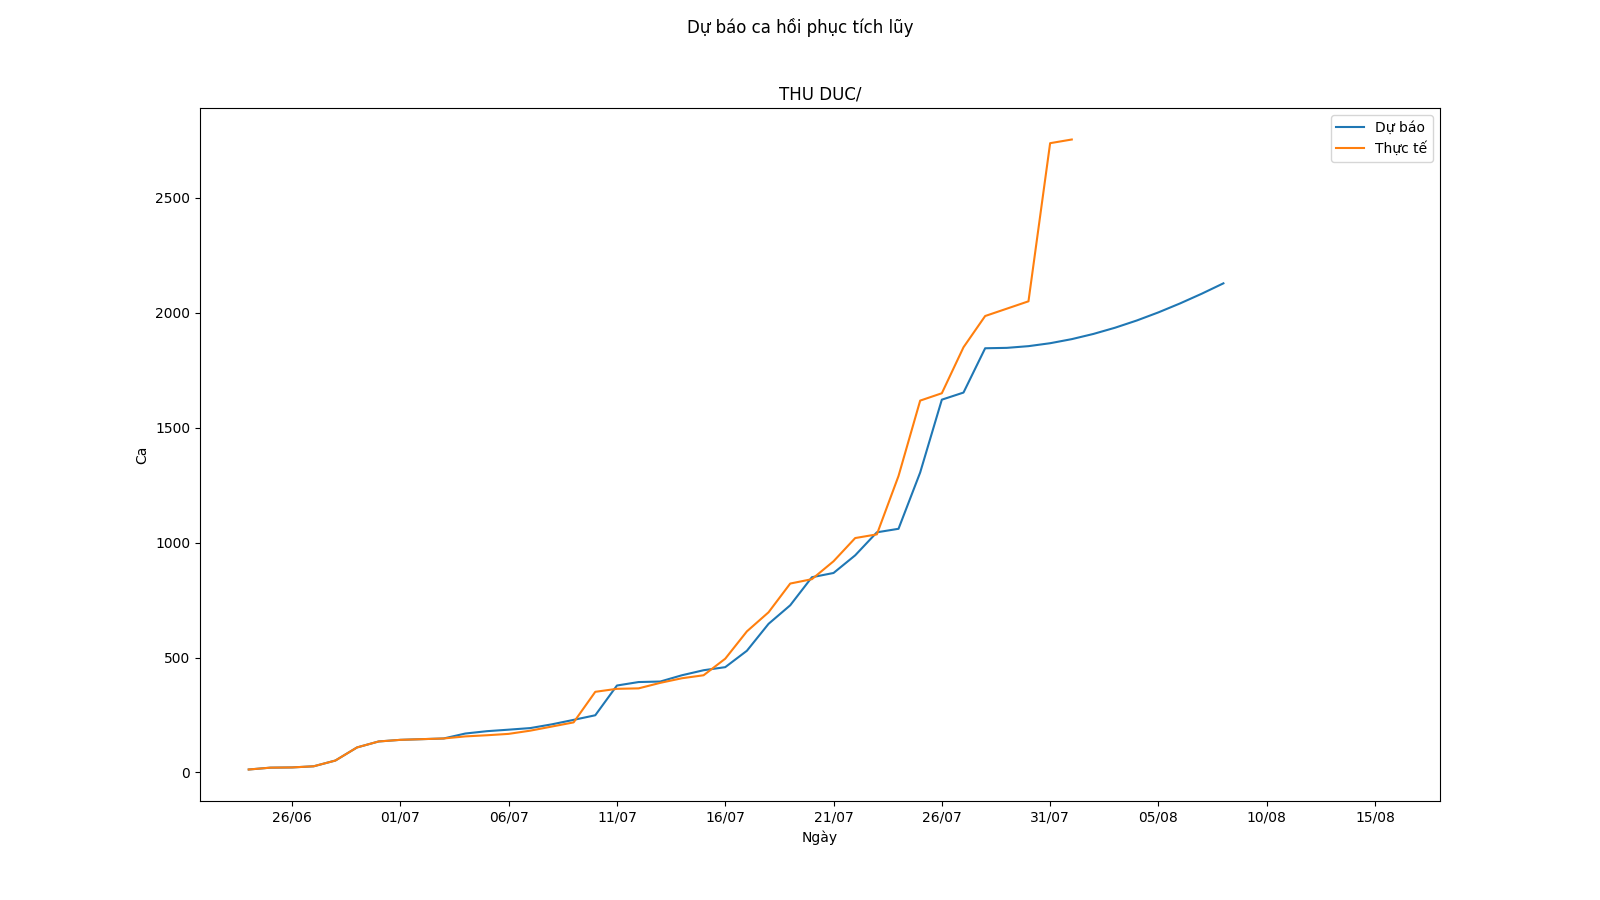 Dự báo ca hồi phục tích lũy
THU DUC/
Dự báo
Thực tế
2500
2000
1500
1000
500
0
Ca
26/06 01/07 06/07 11/07 16/07 21/07 26/07 31/07 05/08 10/08 15/08
Ngày